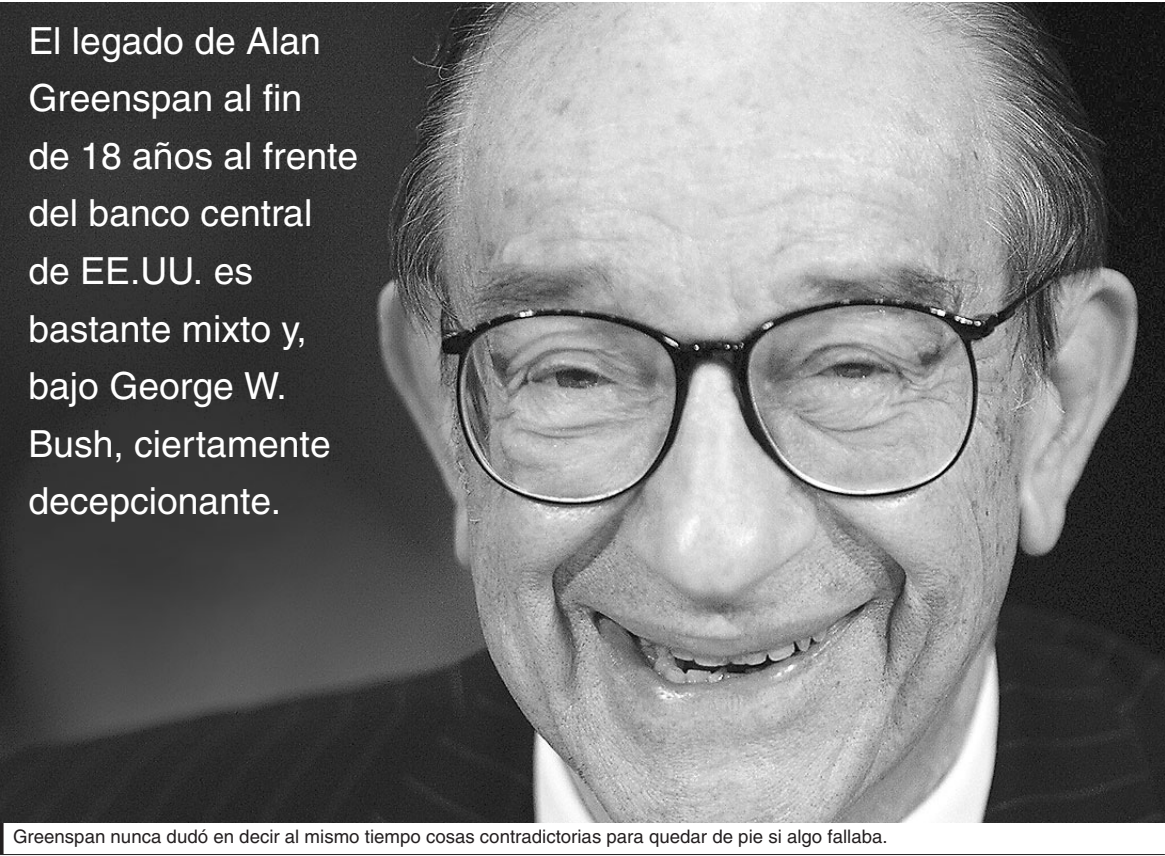 El legado de Alan
Greenspan al fin
de 18 años al frente
del banco central
de EE.UU. es
bastante mixto y,
bajo George W.
Bush, ciertamente
decepcionante.
Greenspan nunca dudó en decir al mismo tiempo cosas contradictorias para quedar de pie si algo fallaba.